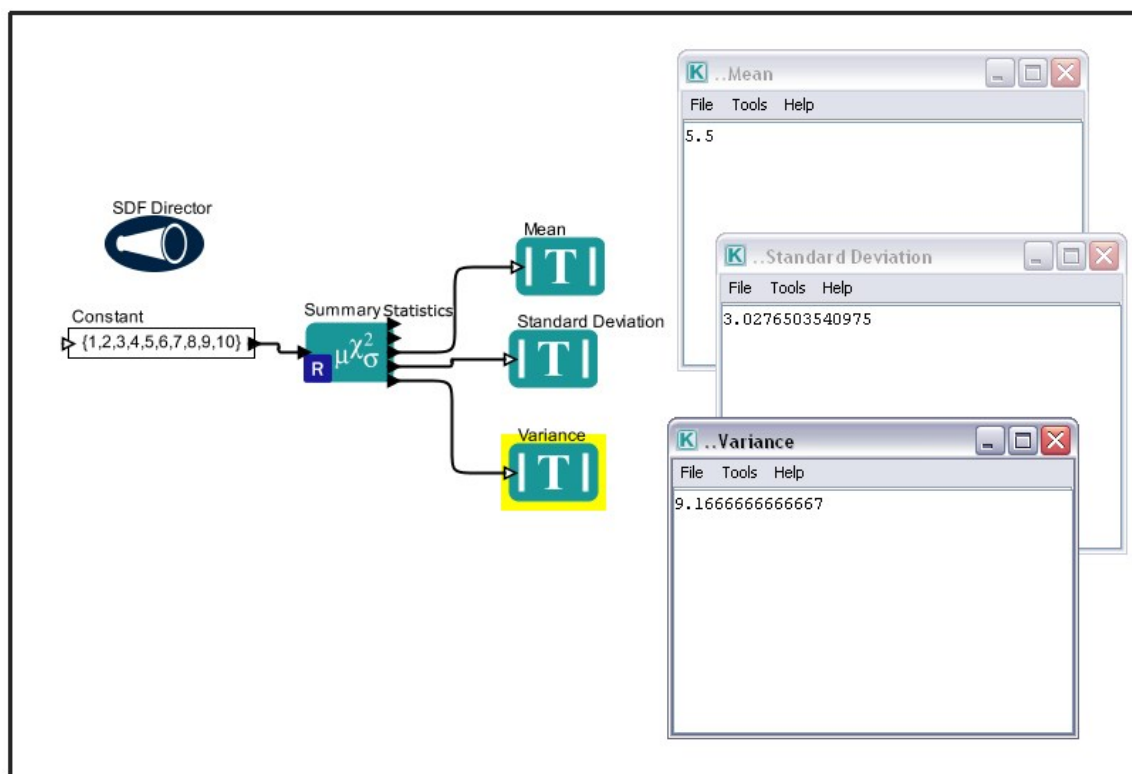 SDF Director
Constant
{1,2,3,4,5,6,7,8,9,10}
Summary Statistics
μχ²σ
R
Mean
T
Standard Deviation
T
Variance
T
K ..Mean
File Tools Help
5.5
K ..Standard Deviation
File Tools Help
3.0276503540975
K ..Variance
File Tools Help
9.1666666666667